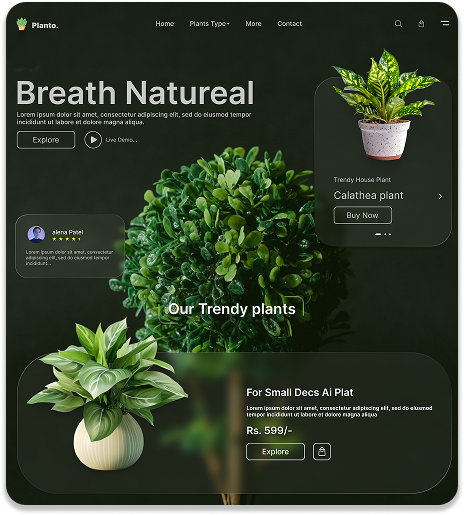 Planto.
Home
Plants Type
More
Contact
Breath Natureal
Lorem ipsum dolor sit amet, consectetur adipiscing elit, sed do eiusmod tempor
incididunt ut labore et dolore magna aliqua.
Explore
Live Demo...
Trendy House Plant
Calathea plant
Buy Now
alena Patel
Lorem ipsum dolor sit amet, consectetur
adipiscing elit, sed do eiusmod tempor
incididunt...
Our Trendy plants
For Small Decs Ai Plat
Lorem ipsum dolor sit amet, consectetur adipiscing elit, sed do eiusmod
tempor incididunt ut labore et dolore magna aliqua
Rs. 599/-
Explore